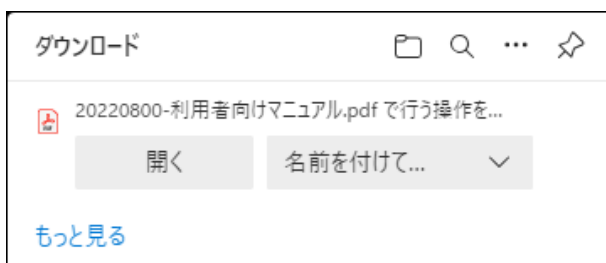 ダウンロード
20220800-利用者向けマニュアル.pdf で行う操作を...
開く
名前を付けて...
もっと見る